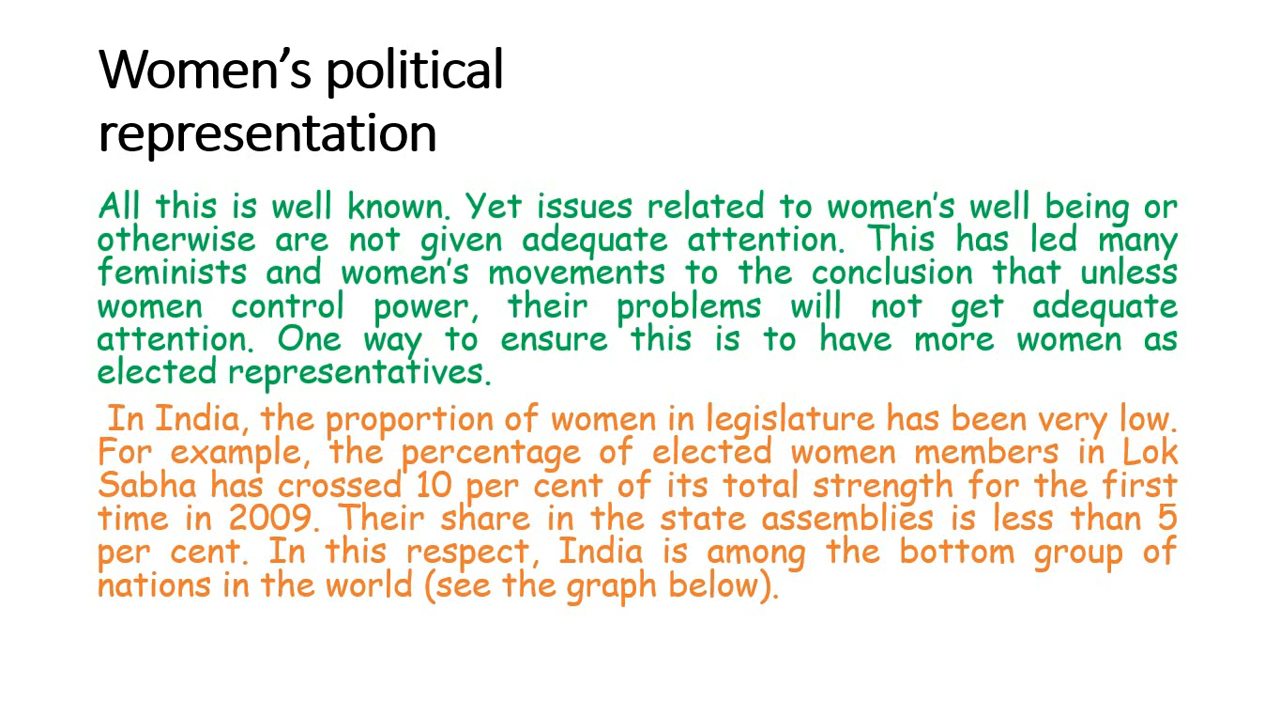 Women’s political
representation
All this is well known. Yet issues related to women’s well being or
otherwise are not given adequate attention. This has led many
feminists and women’s movements to the conclusion that unless
women control power, their problems will not get adequate
attention. One way to ensure this is to have more women as
elected representatives.
In India, the proportion of women in legislature has been very low.
For example, the percentage of elected women members in Lok
Sabha has crossed 10 per cent of its total strength for the first
time in 2009. Their share in the state assemblies is less than 5
per cent. In this respect, India is among the bottom group of
nations in the world (see the graph below).